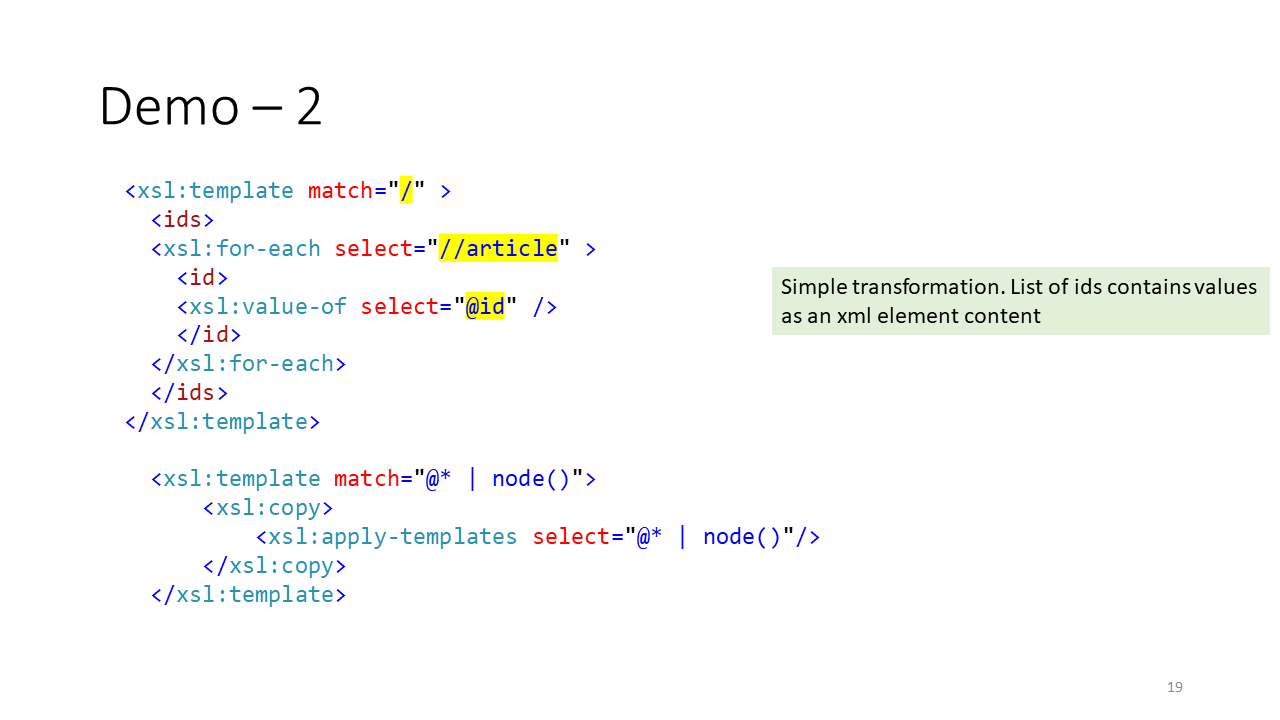 Demo – 2
<xsl:template match="/" >
  <ids>
  <xsl:for-each select="//article" >
    <id>
    <xsl:value-of select="@id" />
    </id>
  </xsl:for-each>
  </ids>
</xsl:template>
Simple transformation. List of ids contains values
as an xml element content
  <xsl:template match="@* | node()">
      <xsl:copy>
          <xsl:apply-templates select="@* | node()"/>
      </xsl:copy>
  </xsl:template>
19